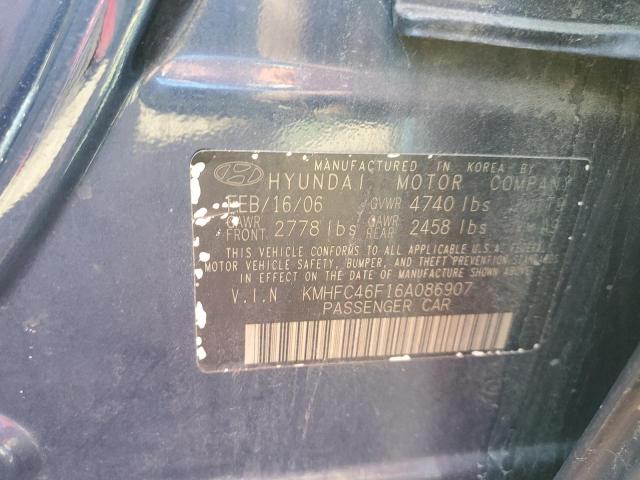 MANUFACTURED IN KOREA BY
HYUNDAI MOTOR COMPANY
FEB/16/06 GVWR 4740 lbs
GAWR FRONT 2778 lbs GAWR REAR 2458 lbs
THIS VEHICLE CONFORMS TO ALL APPLICABLE U.S.A. FEDERAL
MOTOR VEHICLE SAFETY, BUMPER, AND THEFT PREVENTION
STANDARDS IN EFFECT ON THE DATE OF MANUFACTURE SHOWN ABOVE.
V.I.N KMHFC46F16A086907
PASSENGER CAR